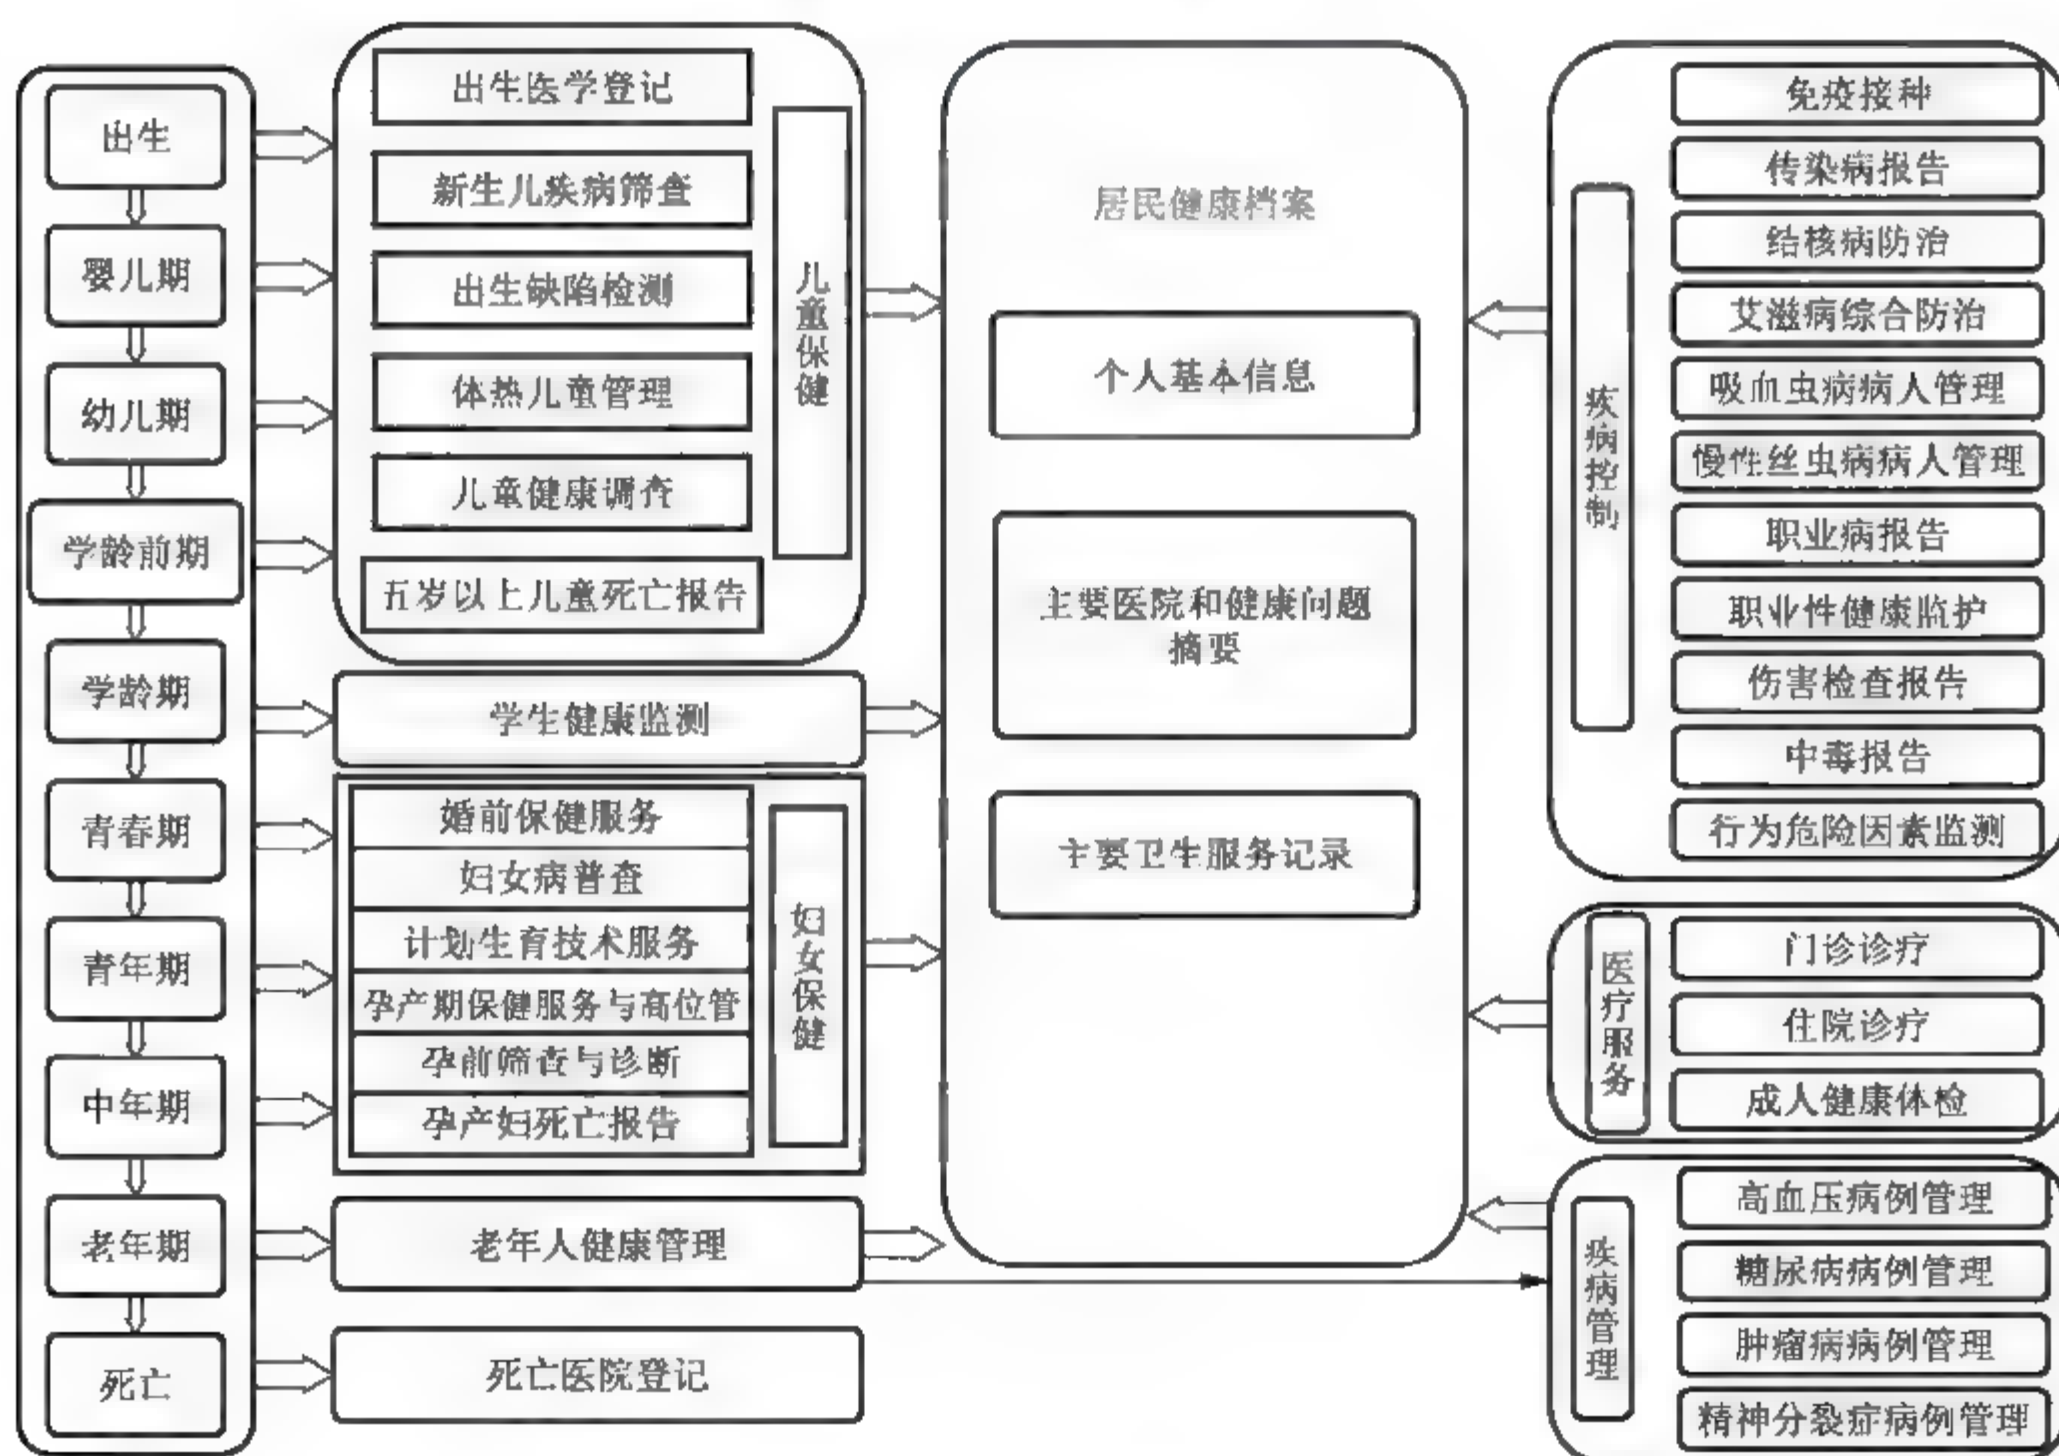 出生
婴儿期
幼儿期
学龄前期
学龄期
青春期
青年期
中年期
老年期
死亡
出生医学登记
新生儿疾病筛查
出生缺陷检测
体热儿童管理
儿童健康调查
五岁以上儿童死亡报告
儿童保健
学生健康监测
婚前保健服务
妇女病普查
计划生育技术服务
孕产期保健服务与高位管
孕前筛查与诊断
孕产妇死亡报告
妇女保健
老年人健康管理
死亡医院登记
居民健康档案
个人基本信息
主要医院和健康问题
摘要
主要卫生服务记录
疾病控制
免疫接种
传染病报告
结核病防治
艾滋病综合防治
吸血虫病病人管理
慢性丝虫病病人管理
职业病报告
职业性健康监护
伤害检查报告
中毒报告
行为危险因素监测
医疗服务
门诊诊疗
住院诊疗
成人健康体检
疾病管理
高血压病例管理
糖尿病病例管理
肿瘤病病例管理
精神分裂症病例管理